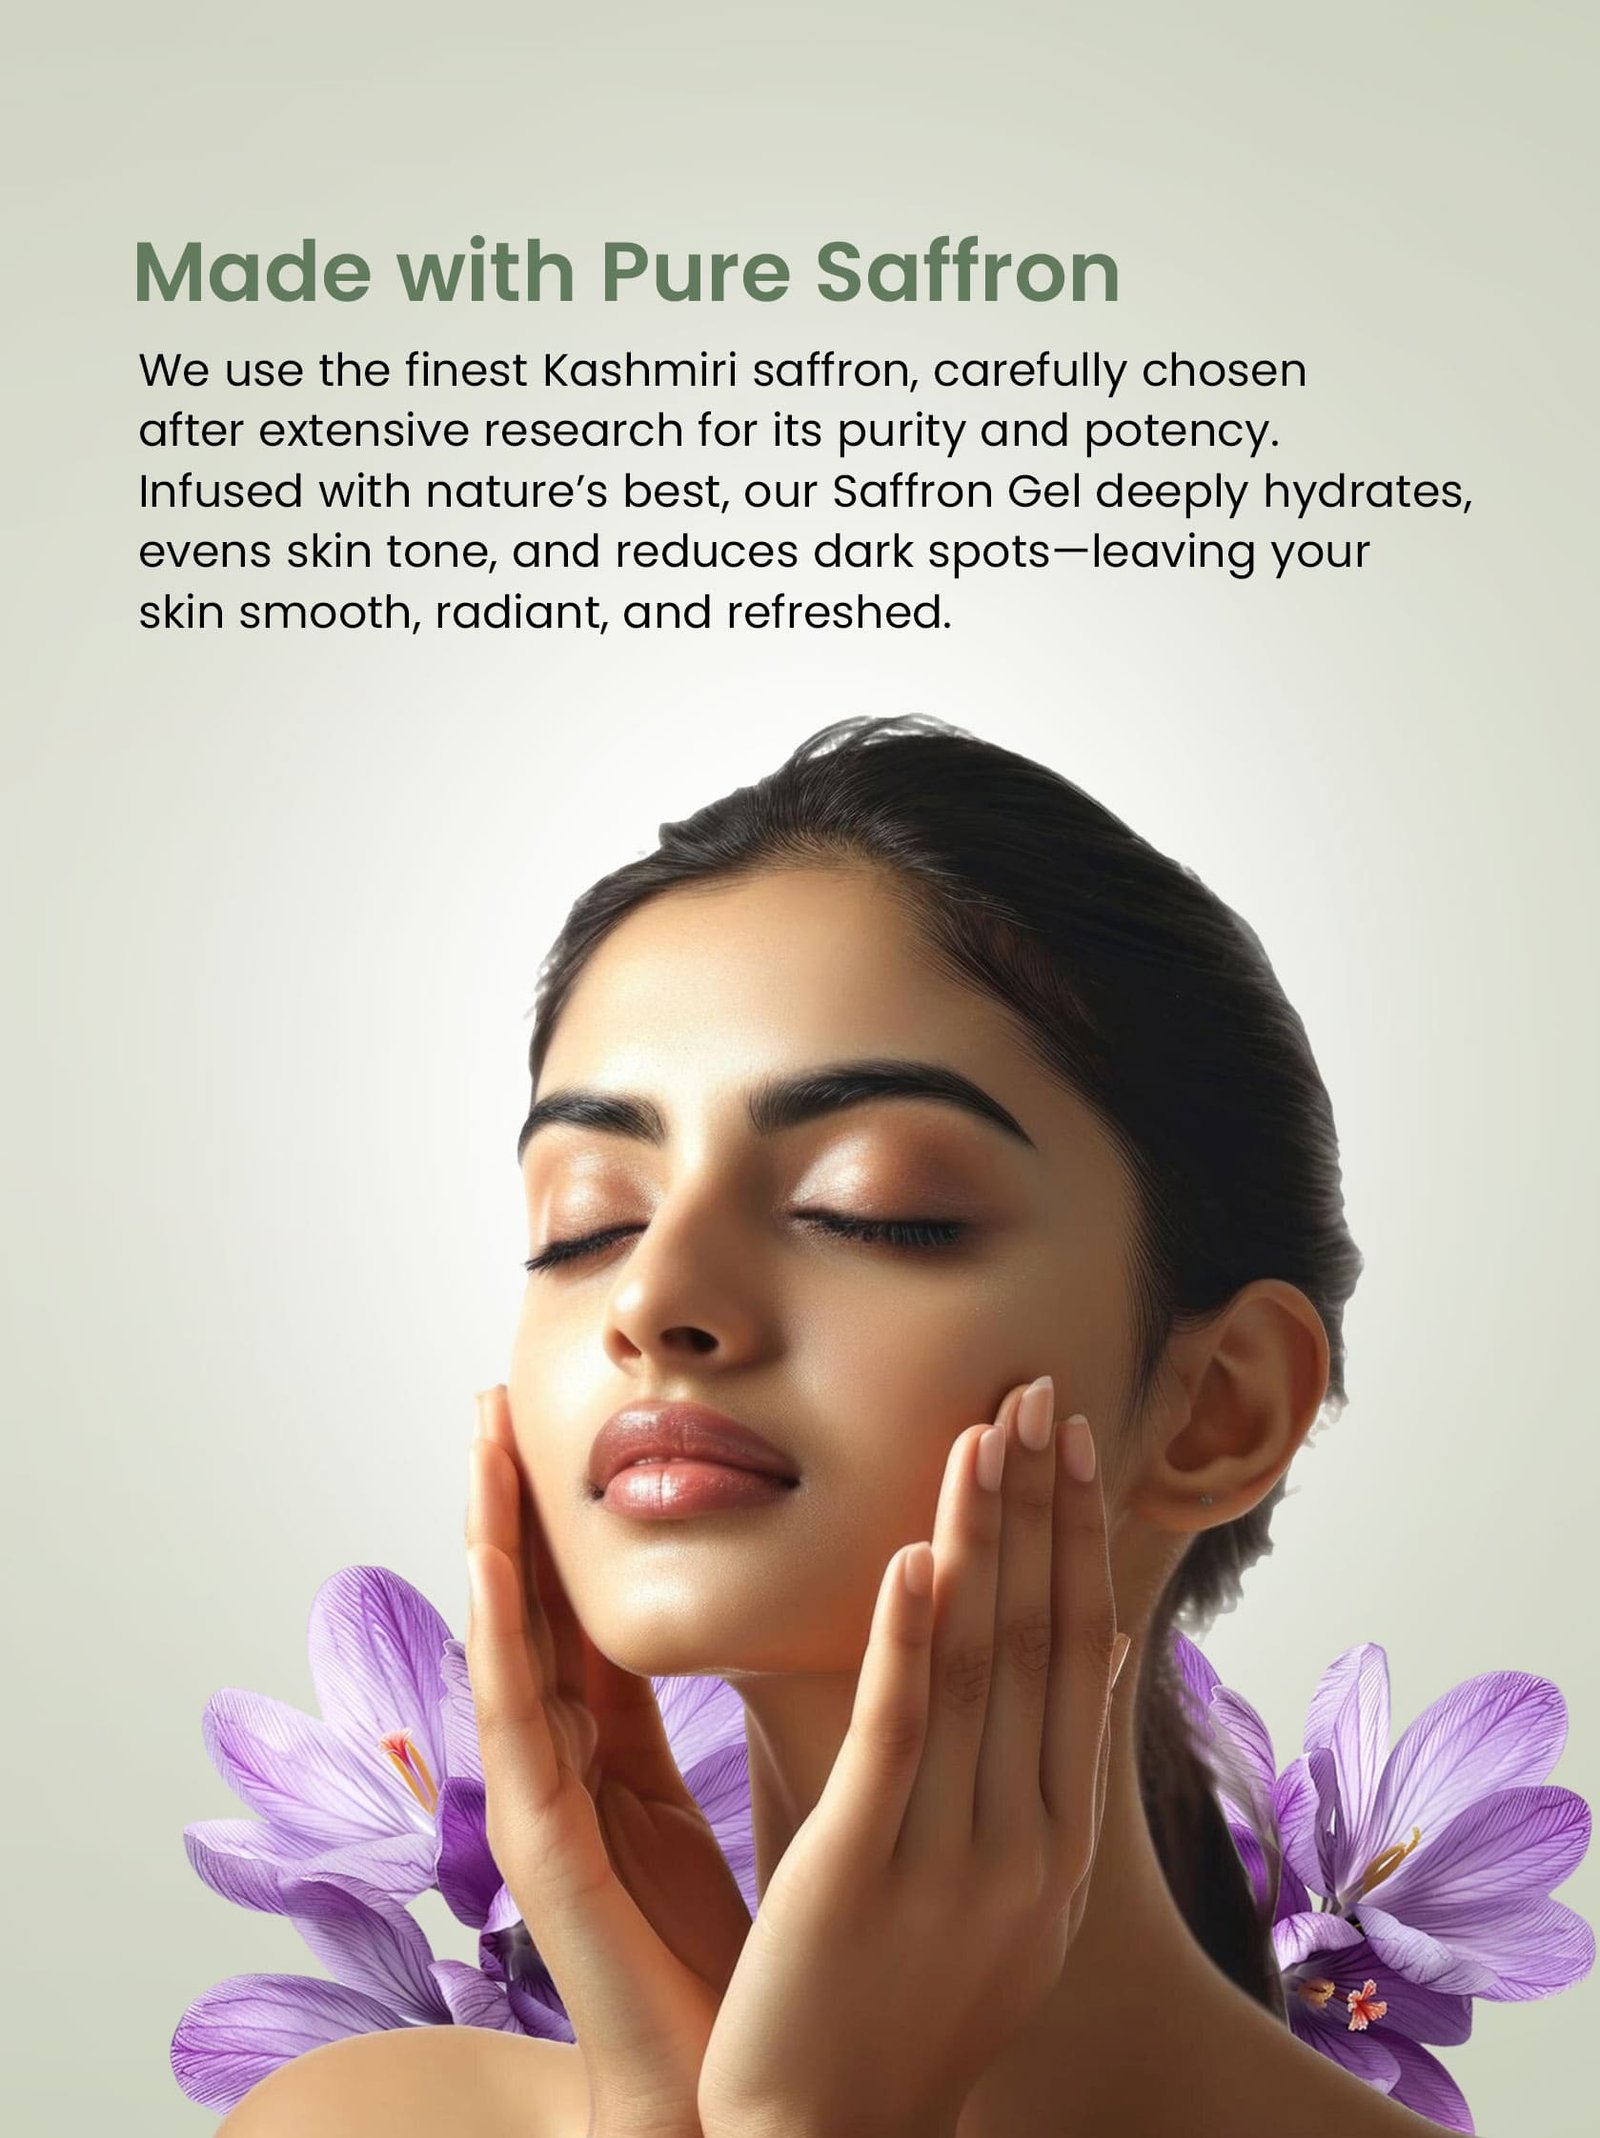 Made with Pure Saffron
We use the finest Kashmiri saffron, carefully chosen
after extensive research for its purity and potency.
Infused with nature’s best, our Saffron Gel deeply hydrates,
evens skin tone, and reduces dark spots—leaving your
skin smooth, radiant, and refreshed.